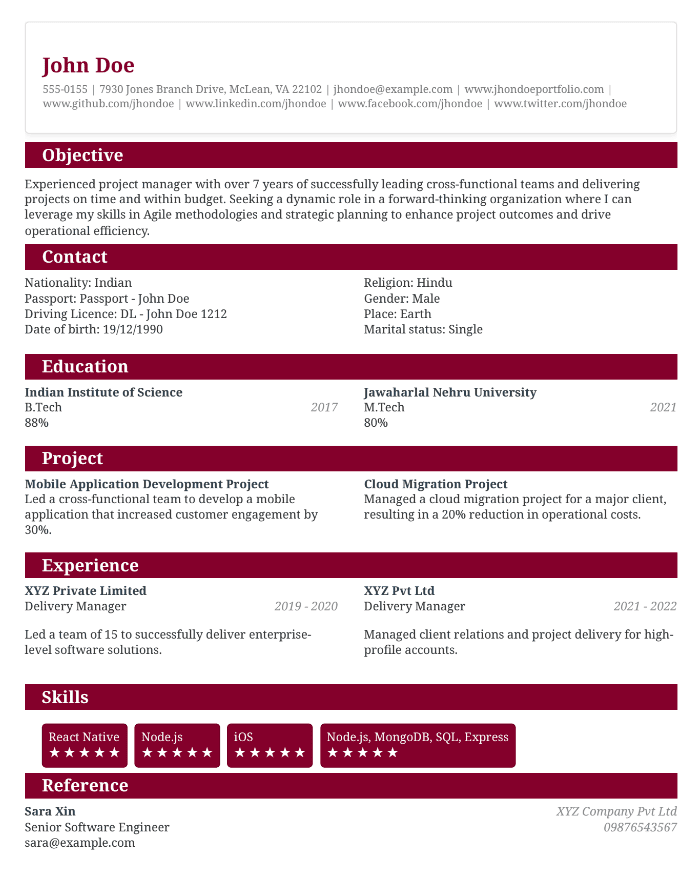 John Doe
555-0155 | 7930 Jones Branch Drive, McLean, VA 22102 | jhondoe@example.com | www.jhondoeportfolio.com |
www.github.com/jhondoe | www.linkedin.com/jhondoe | www.facebook.com/jhondoe | www.twitter.com/jhondoe
Objective
Experienced project manager with over 7 years of successfully leading cross-functional teams and delivering
projects on time and within budget. Seeking a dynamic role in a forward-thinking organization where I can
leverage my skills in Agile methodologies and strategic planning to enhance project outcomes and drive
operational efficiency.
Contact
Nationality: Indian
Passport: Passport - John Doe
Driving Licence: DL - John Doe 1212
Date of birth: 19/12/1990
Religion: Hindu
Gender: Male
Place: Earth
Marital status: Single
Education
Indian Institute of Science
B.Tech 2017
88%
Jawaharlal Nehru University
M.Tech 2021
80%
Project
Mobile Application Development Project
Led a cross-functional team to develop a mobile
application that increased customer engagement by
30%.
Cloud Migration Project
Managed a cloud migration project for a major client,
resulting in a 20% reduction in operational costs.
Experience
XYZ Private Limited
Delivery Manager 2019 - 2020
Led a team of 15 to successfully deliver enterprise-
level software solutions.
XYZ Pvt Ltd
Delivery Manager 2021 - 2022
Managed client relations and project delivery for high-
profile accounts.
Skills
React Native
★★★★★
Node.js
★★★★★
iOS
★★★★★
Node.js, MongoDB, SQL, Express
★★★★★
Reference
Sara Xin XYZ Company Pvt Ltd
Senior Software Engineer 09876543567
sara@example.com